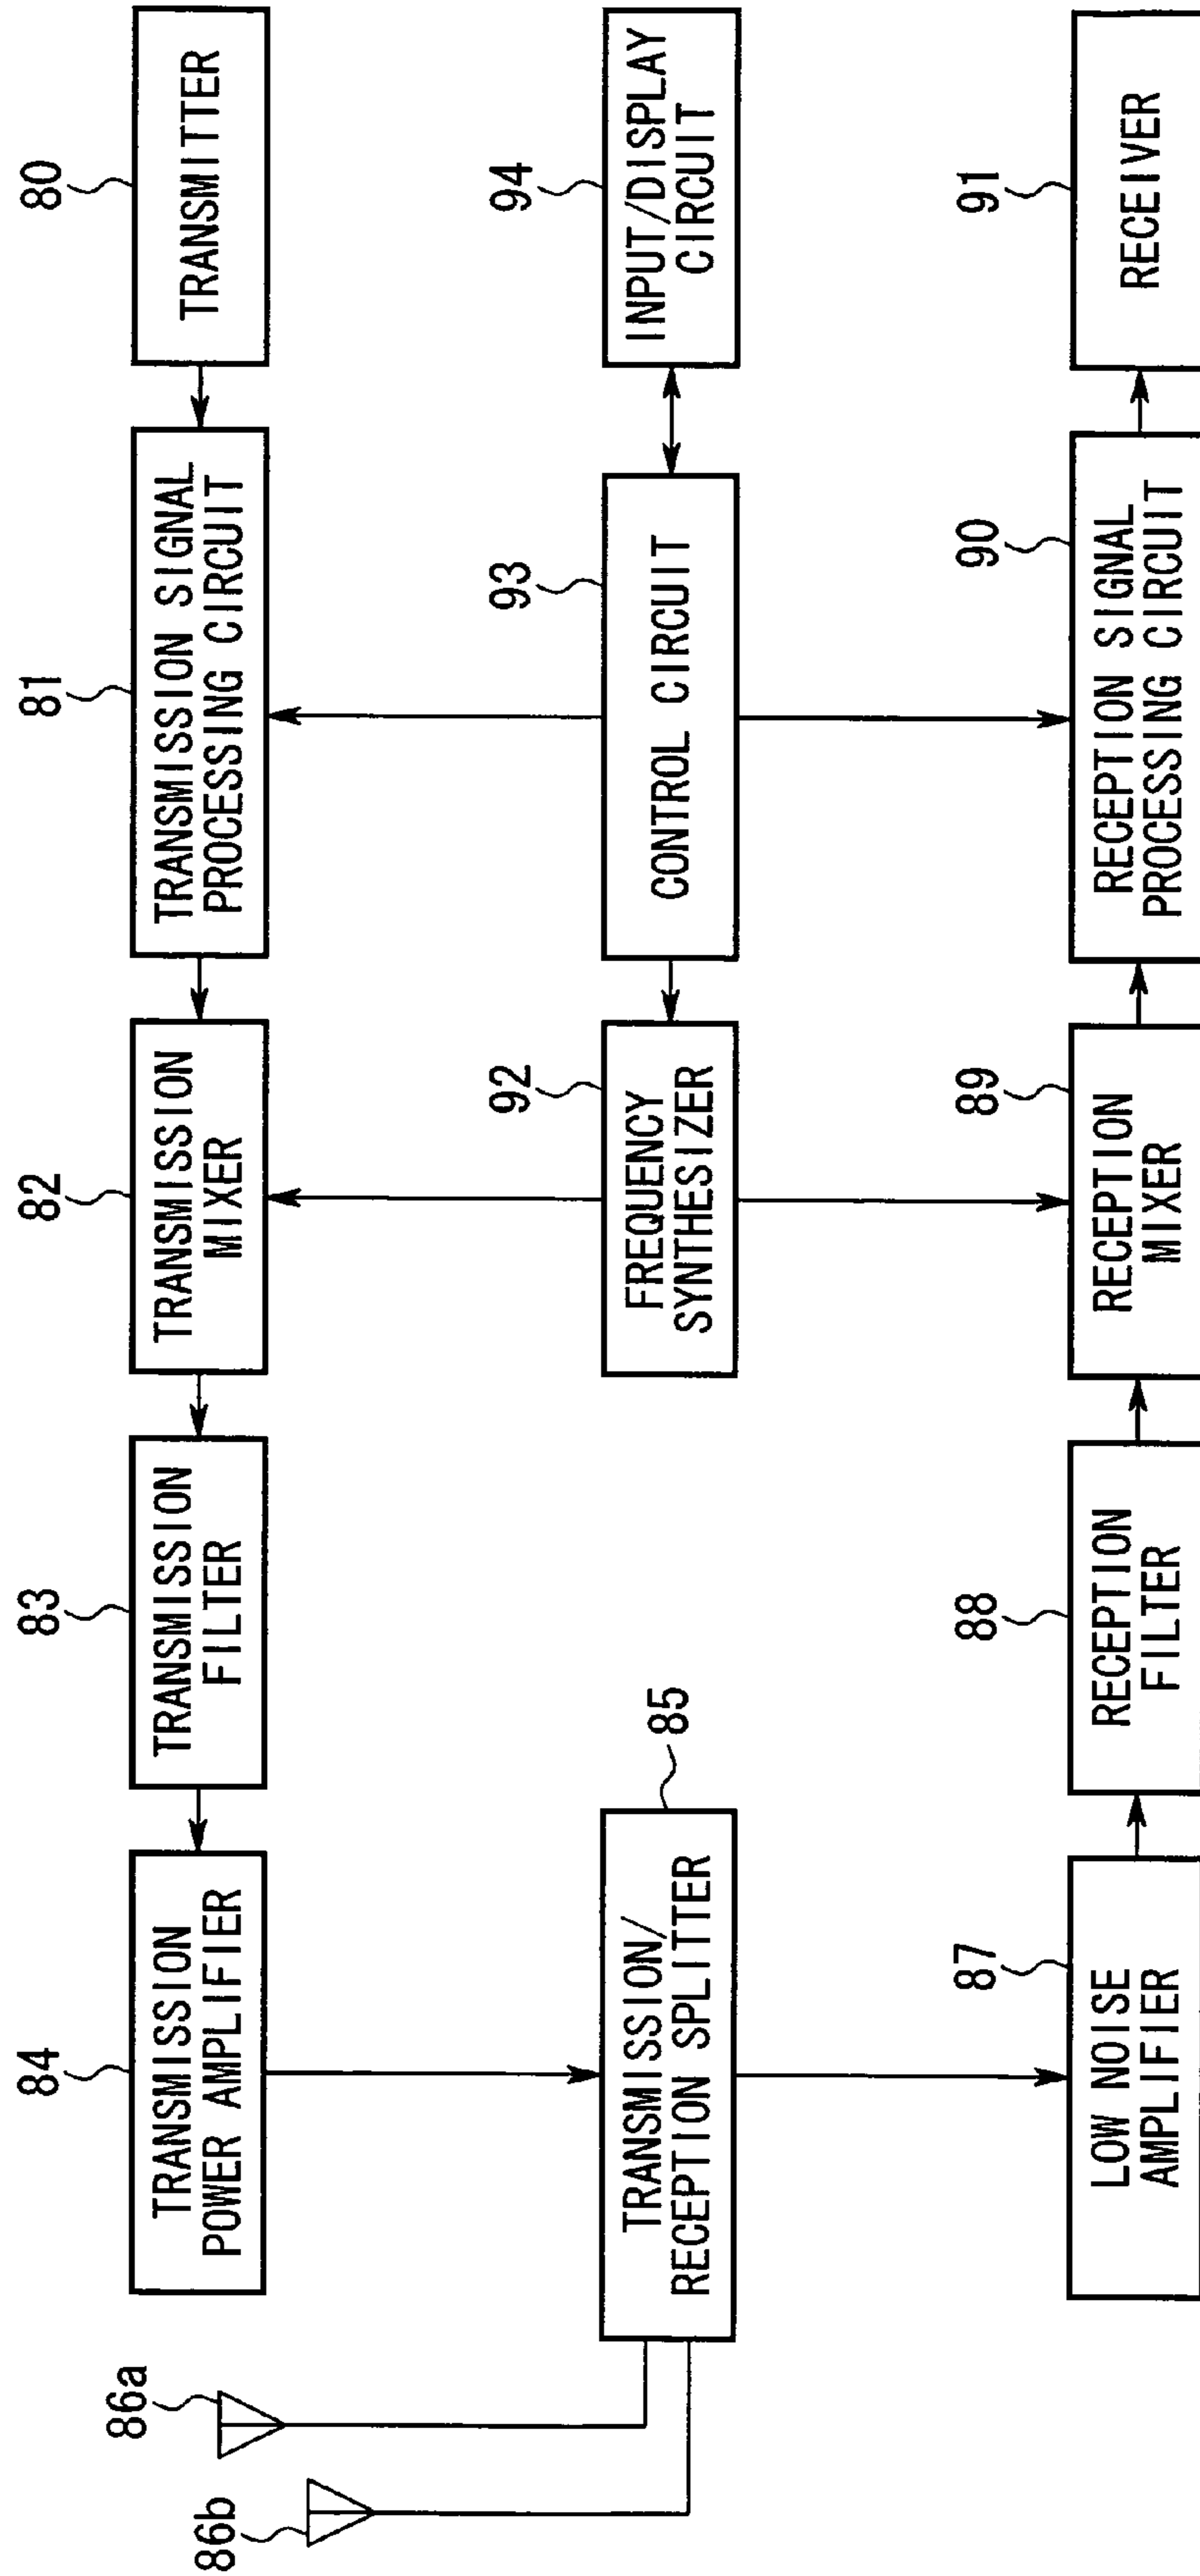 80
TRANSMITTER
81
TRANSMISSION SIGNAL
PROCESSING CIRCUIT
82
TRANSMISSION
MIXER
83
TRANSMISSION
FILTER
84
TRANSMISSION
POWER AMPLIFIER
86a
86b
94
INPUT/DISPLAY
CIRCUIT
93
CONTROL CIRCUIT
92
FREQUENCY
SYNTHESIZER
85
TRANSMISSION/
RECEPTION SPLITTER
91
RECEIVER
90
RECEPTION SIGNAL
PROCESSING CIRCUIT
89
RECEPTION
MIXER
88
RECEPTION
FILTER
87
LOW NOISE
AMPLIFIER